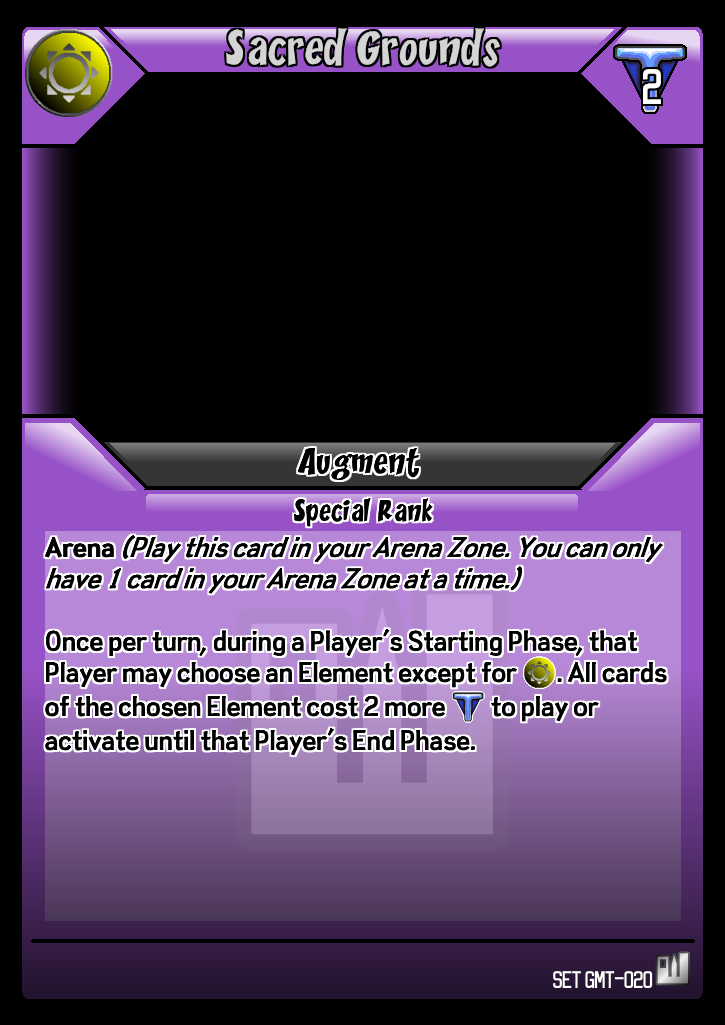 Sacred Grounds
2
Augment
Special Rank
Arena (Play this card in your Arena Zone. You can only
have 1 card in your Arena Zone at a time.)
Once per turn, during a Player's Starting Phase, that
Player may choose an Element except for . All cards
of the chosen Element cost 2 more T to play or
activate until that Player's End Phase.
SET GMT-020